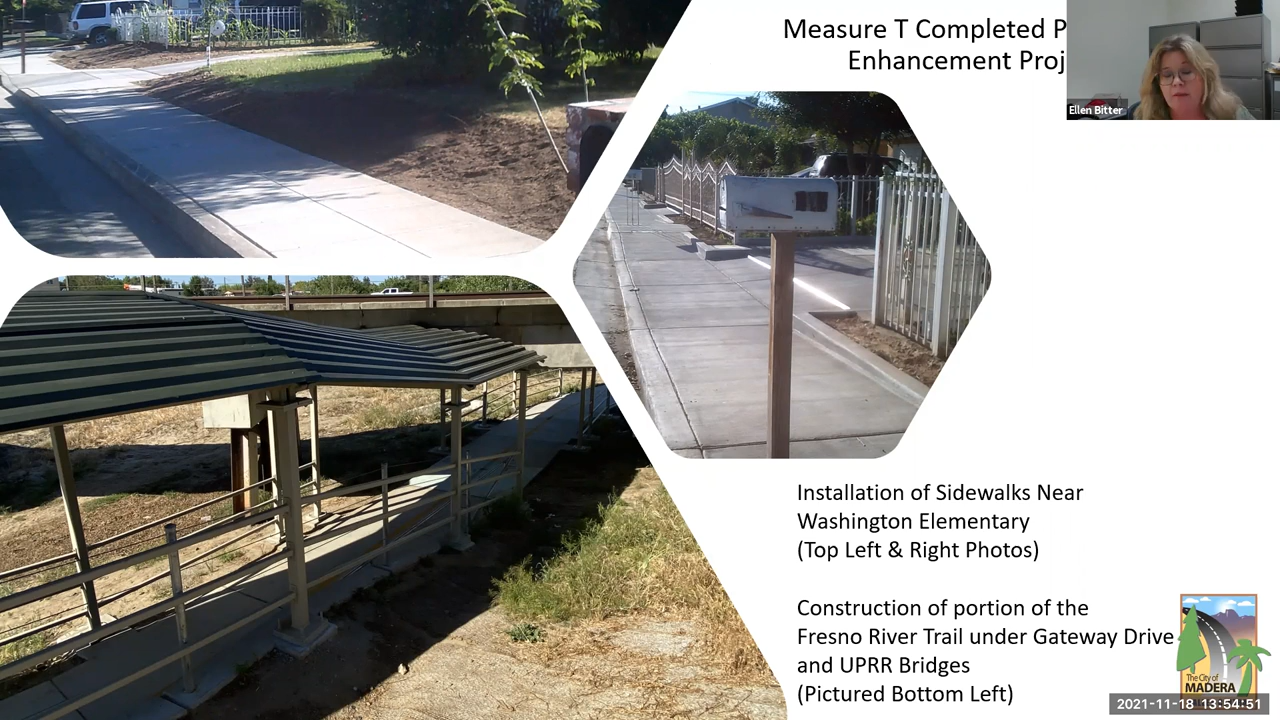 Measure T Completed P
Enhancement Proj
Ellen Bitter
Installation of Sidewalks Near
Washington Elementary
(Top Left & Right Photos)
Construction of portion of the
Fresno River Trail under Gateway Drive
and UPRR Bridges
(Pictured Bottom Left)
The City of
MADERA
2021-11-18 13:54:51